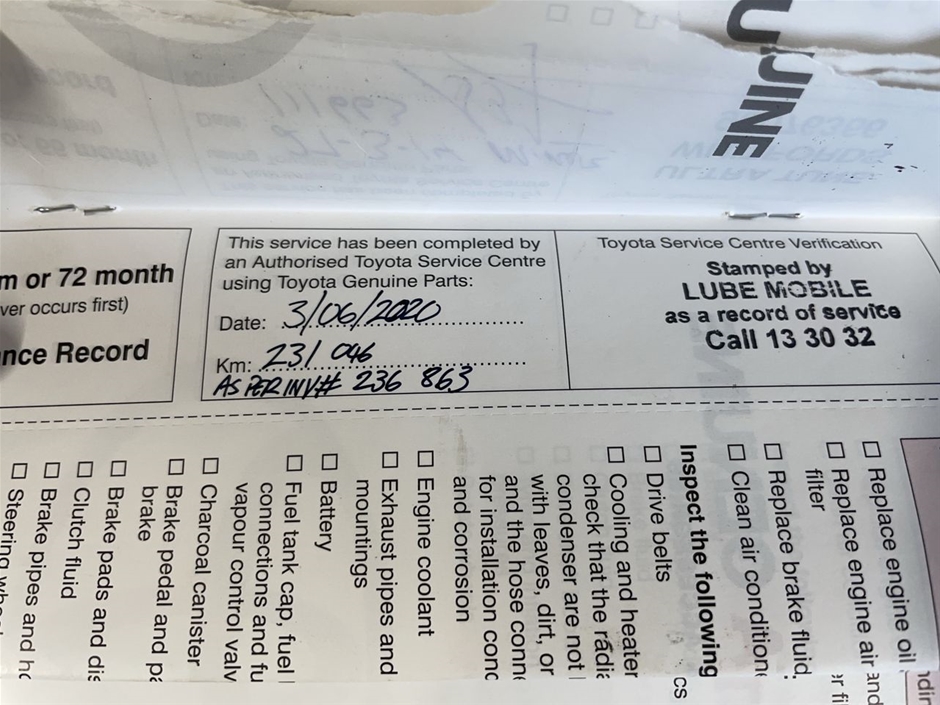 UINE
m or 72 month
ver occurs first)
nce Record
This service has been completed by
an Authorised Toyota Service Centre
using Toyota Genuine Parts:
Date: 3/06/2020
Km: 231 046
AS PER INV# 236 863
Toyota Service Centre Verification
Stamped by
LUBE MOBILE
as a record of service
Call 13 30 32
☐ Replace engine oil
☐ Replace engine air
filter
☐ Replace brake fluid
☐ Clean air condition
Inspect the following
☐ Drive belts
☐ Cooling and heater
check that the radia
condenser are not
with leaves, dirt, or
and the hose conne
for installation cond
and corrosion
☐ Engine coolant
☐ Exhaust pipes and
mountings
☐ Battery
☐ Fuel tank cap, fuel
connections and fu
vapour control valv
☐ Charcoal canister
☐ Brake pedal and pa
brake
☐ Brake pads and dis
☐ Clutch fluid
☐ Brake pipes and ho
☐ Steering